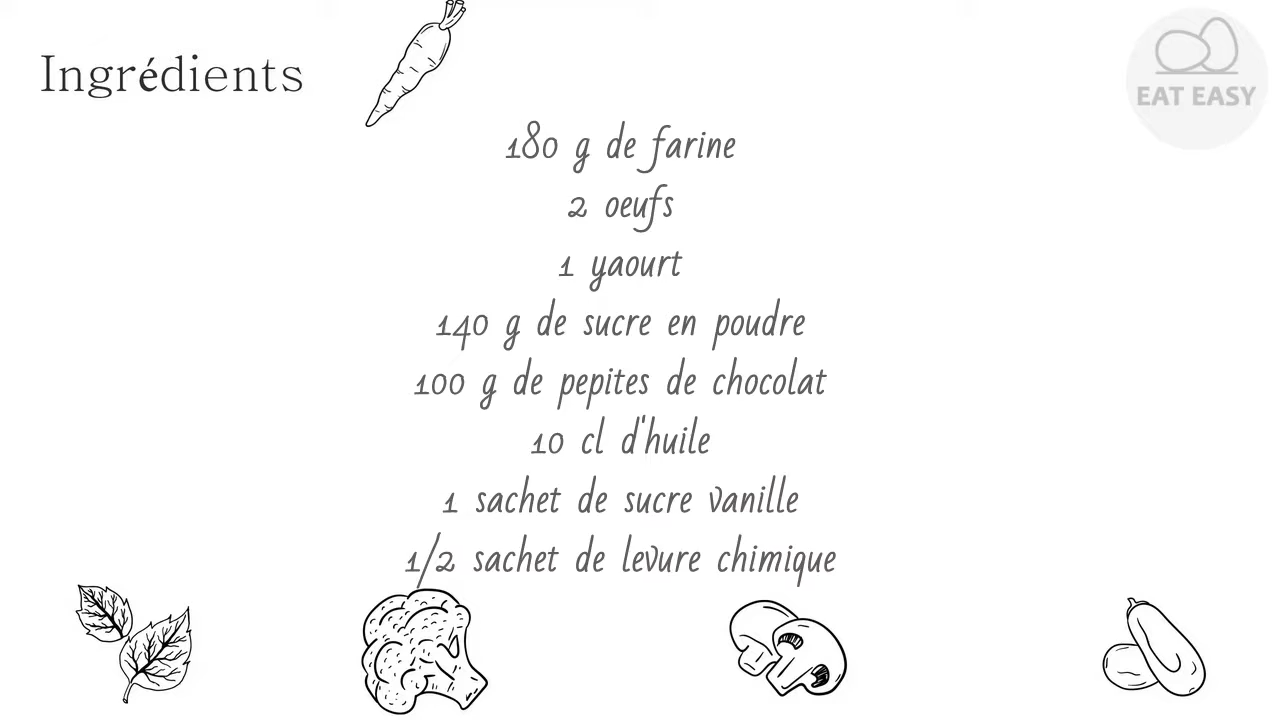 Ingrédients
EAT EASY
180 g de farine
2 oeufs
1 yaourt
140 g de sucre en poudre
100 g de pepites de chocolat
10 cl d'huile
1 sachet de sucre vanille
1/2 sachet de levure chimique